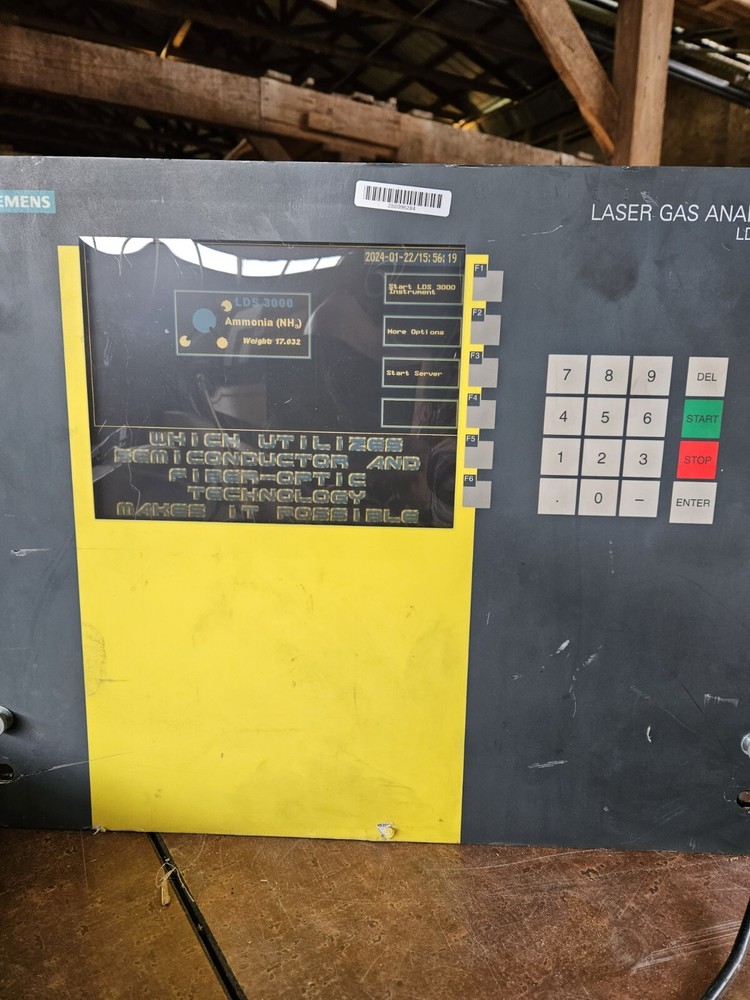 EMENS
LASER GAS ANA
LD
2024-01-22/15:56:19
LDS 3000
Ammonia (NH₃)
Weight: 17.032
Start LDS 3000
Instrument
More Options
Start Server
WHICH UTILIZES
SEMICONDUCTOR AND
FIBER-OPTIC
TECHNOLOGY
MAKES IT POSSIBLE
F1
F2
F3
F4
F5
F6
7 8 9 DEL
4 5 6 START
1 2 3 STOP
. 0 – ENTER